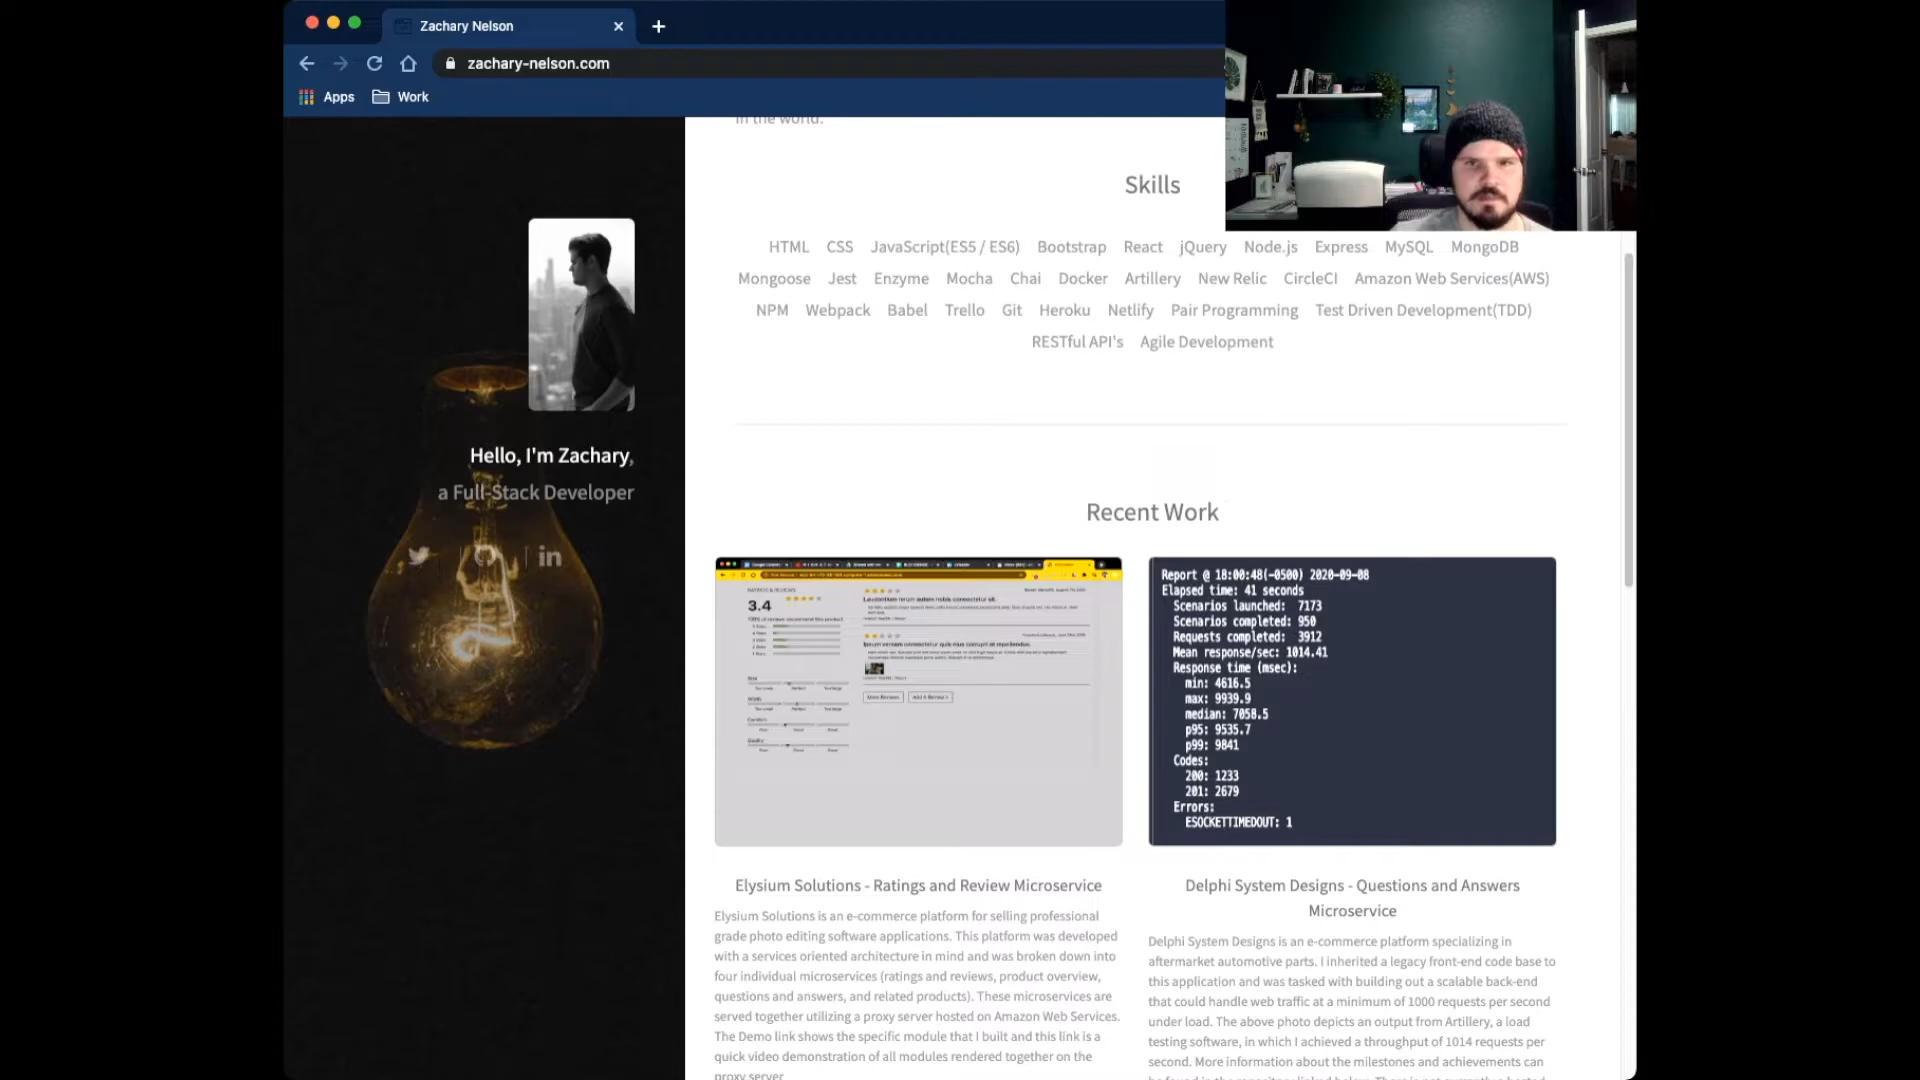 Zachary Nelson
zachary-nelson.com
Apps
Work
in the world.
Skills
HTML CSS JavaScript(ES5 / ES6) Bootstrap React jQuery Node.js Express MySQL MongoDB
Mongoose Jest Enzyme Mocha Chai Docker Artillery New Relic CircleCI Amazon Web Services(AWS)
NPM Webpack Babel Trello Git Heroku Netlify Pair Programming Test Driven Development(TDD)
RESTful API's Agile Development
Hello, I'm Zachary,
a Full-Stack Developer
in
Recent Work
3.4
More Reviews
Add A Review +
Report @ 18:00:48(-0500) 2020-09-08
Elapsed time: 41 seconds
Scenarios launched: 7173
Scenarios completed: 950
Requests completed: 3912
Mean response/sec: 1014.41
Response time (msec):
min: 4616.5
max: 9939.9
median: 7058.5
p95: 9535.7
p99: 9841
Codes:
200: 1233
201: 2679
Errors:
ESOCKETTIMEDOUT: 1
Elysium Solutions - Ratings and Review Microservice
Elysium Solutions is an e-commerce platform for selling professional
grade photo editing software applications. This platform was developed
with a services oriented architecture in mind and was broken down into
four individual microservices (ratings and reviews, product overview,
questions and answers, and related products). These microservices are
served together utilizing a proxy server hosted on Amazon Web Services.
The Demo link shows the specific module that I built and this link is a
quick video demonstration of all modules rendered together on the
proxy server
Delphi System Designs - Questions and Answers
Microservice
Delphi System Designs is an e-commerce platform specializing in
aftermarket automotive parts. I inherited a legacy front-end code base to
this application and was tasked with building out a scalable back-end
that could handle web traffic at a minimum of 1000 requests per second
under load. The above photo depicts an output from Artillery, a load
testing software, in which I achieved a throughput of 1014 requests per
second. More information about the milestones and achievements can